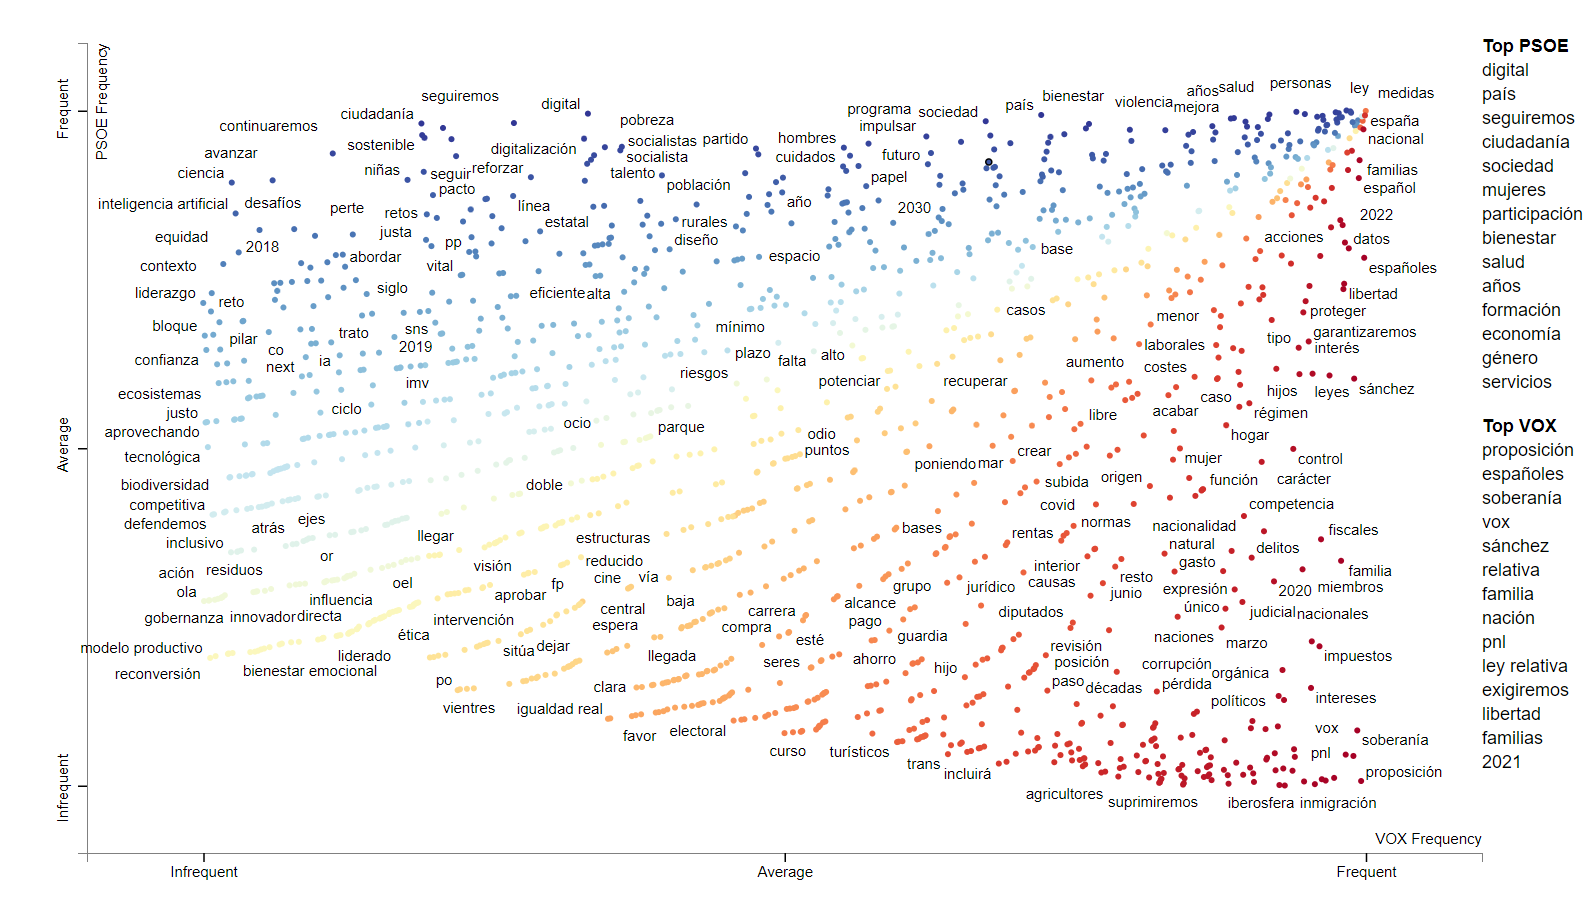 Top PSOE
digital
país
seguiremos
ciudadanía
sociedad
mujeres
participación
bienestar
salud
años
formación
economía
género
servicios
Top VOX
proposición
españoles
soberanía
vox
sánchez
relativa
familia
nación
pnl
ley relativa
exigiremos
libertad
familias
2021
PSOE Frequency
Frequent
Average
Infrequent
VOX Frequency
Infrequent
Average
Frequent
seguiremos
digital
ciudadanía
continuaremos
pobreza
programa
sociedad
país
bienestar
violencia
años
salud
mejora
personas
ley
medidas
impulsar
españa
nacional
sostenible
digitalización
socialistas
partido
hombres
avanzar
socialista
cuidados
futuro
ciencia
niñas
seguir
reforzar
talento
papel
familias
pacto
población
español
inteligencia artificial
desafíos
perte
retos
línea
año
2030
2022
justa
estatal
rurales
equidad
2018
pp
diseño
acciones
datos
contexto
abordar
vital
espacio
base
españoles
liderazgo
reto
siglo
eficiente
alta
libertad
bloque
pilar
trato
sns
mínimo
casos
menor
proteger
confianza
co
next
ia
2019
plazo
falta
alto
laborales
tipo
garantizaremos
interés
imv
riesgos
potenciar
recuperar
aumento
costes
ecosistemas
hijos
leyes
sánchez
justo
ciclo
caso
aprovechando
ocio
parque
odio
libre
acabar
régimen
tecnológica
puntos
hogar
biodiversidad
doble
poniendo
mar
crear
mujer
control
competitiva
subida
origen
función
carácter
defendemos
atrás
ejes
covid
competencia
inclusivo
llegar
estructuras
bases
rentas
normas
nacionalidad
fiscales
ación
residuos
or
visión
reducido
natural
delitos
ola
oel
fp
cine
vía
interior
gasto
familia
influencia
aprobar
grupo
jurídico
causas
resto
expresión
2020
miembros
gobernanza
innovador
directa
intervención
central
baja
carrera
alcance
junio
único
judicial
nacionales
ética
espera
compra
pago
diputados
modelo productivo
sitúa
dejar
esté
guardia
naciones
marzo
reconversión
liderado
llegada
seres
ahorro
revisión
impuestos
bienestar emocional
hijo
posición
corrupción
orgánica
po
clara
paso
décadas
pérdida
vientres
igualdad real
políticos
intereses
favor
electoral
vox
soberanía
curso
turísticos
pnl
trans
incluirá
proposición
agricultores
suprimiremos
iberosfera
inmigración